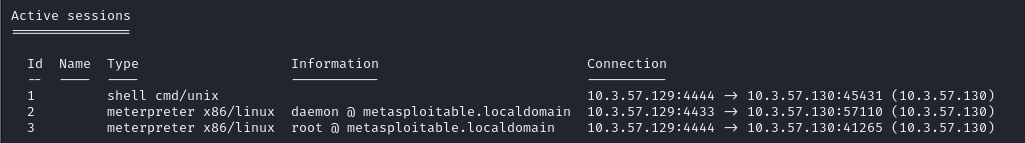 Active sessions
===============
Id  Name  Type                   Information                           Connection
--  ----  ----                   -----------                           ----------
1         shell cmd/unix                                               10.3.57.129:4444 -> 10.3.57.130:45431 (10.3.57.130)
2         meterpreter x86/linux  daemon @ metasploitable.localdomain  10.3.57.129:4433 -> 10.3.57.130:57110 (10.3.57.130)
3         meterpreter x86/linux  root @ metasploitable.localdomain    10.3.57.129:4444 -> 10.3.57.130:41265 (10.3.57.130)